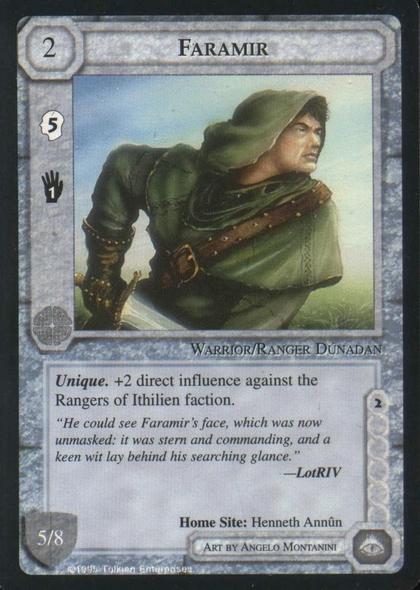 2
FARAMIR
5
1
WARRIOR/RANGER DÚNADAN
Unique. +2 direct influence against the
Rangers of Ithilien faction.
2
“He could see Faramir’s face, which was now
unmasked: it was stern and commanding, and a
keen wit lay behind his searching glance.”
—LotRIV
Home Site: Henneth Annûn
5/8
ART BY ANGELO MONTANINI
©1995 Tolkien Enterprises